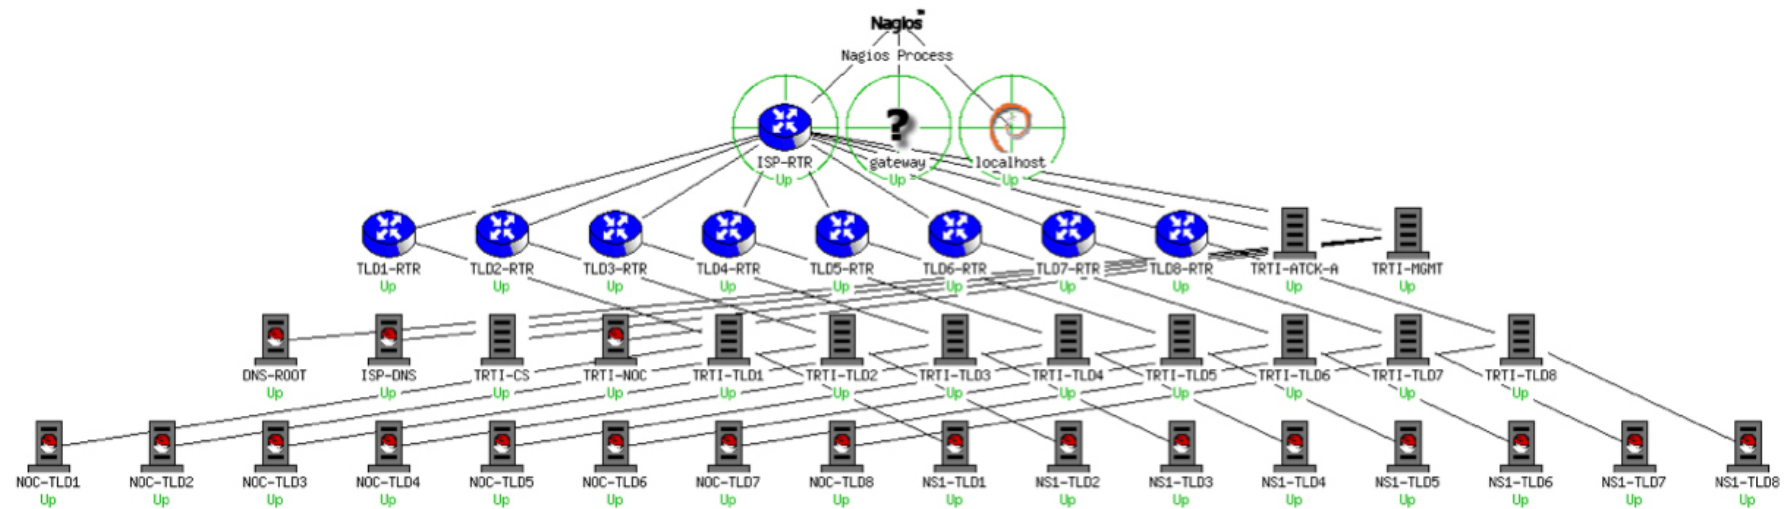 Nagios™
Nagios Process
ISP-RTR gateway localhost
Up Up Up
TLD1-RTR TLD2-RTR TLD3-RTR TLD4-RTR TLD5-RTR TLD6-RTR TLD7-RTR TLD8-RTR TRTI-ATCK-A TRTI-MGMT
Up Up Up Up Up Up Up Up Up Up
DNS-ROOT ISP-DNS TRTI-CS TRTI-NOC TRTI-TLD1 TRTI-TLD2 TRTI-TLD3 TRTI-TLD4 TRTI-TLD5 TRTI-TLD6 TRTI-TLD7 TRTI-TLD8
Up Up Up Up Up Up Up Up Up Up Up Up
NOC-TLD1 NOC-TLD2 NOC-TLD3 NOC-TLD4 NOC-TLD5 NOC-TLD6 NOC-TLD7 NOC-TLD8 NS1-TLD1 NS1-TLD2 NS1-TLD3 NS1-TLD4 NS1-TLD5 NS1-TLD6 NS1-TLD7 NS1-TLD8
Up Up Up Up Up Up Up Up Up Up Up Up Up Up Up Up